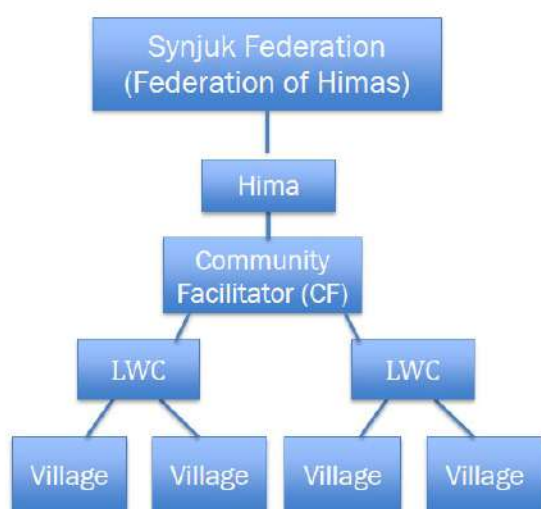 Synjuk Federation
(Federation of Himas)
Hima
Community
Facilitator (CF)
LWC
LWC
Village
Village
Village
Village